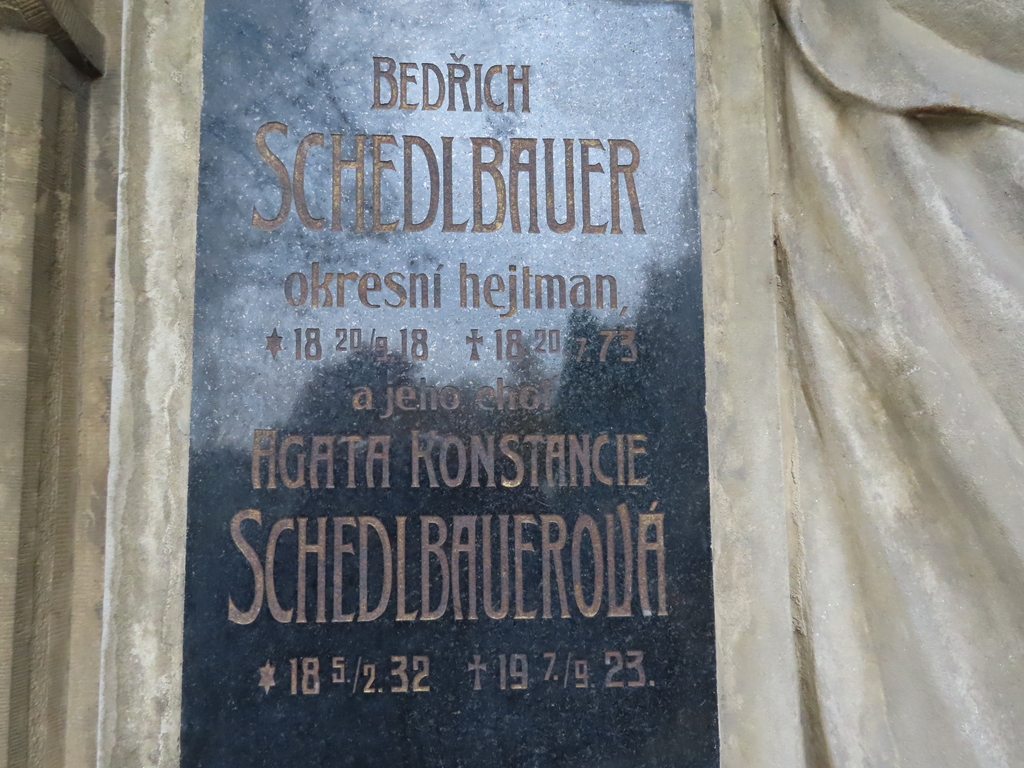 BEDŘICH
SCHEDLBAUER
okresní hejtman,
* 18 20/9. 18 † 18 20/7. 73
a jeho choť
AGATA KONSTANCIE
SCHEDLBAUEROVÁ
* 18 5./2. 32 † 19 7./9. 23.